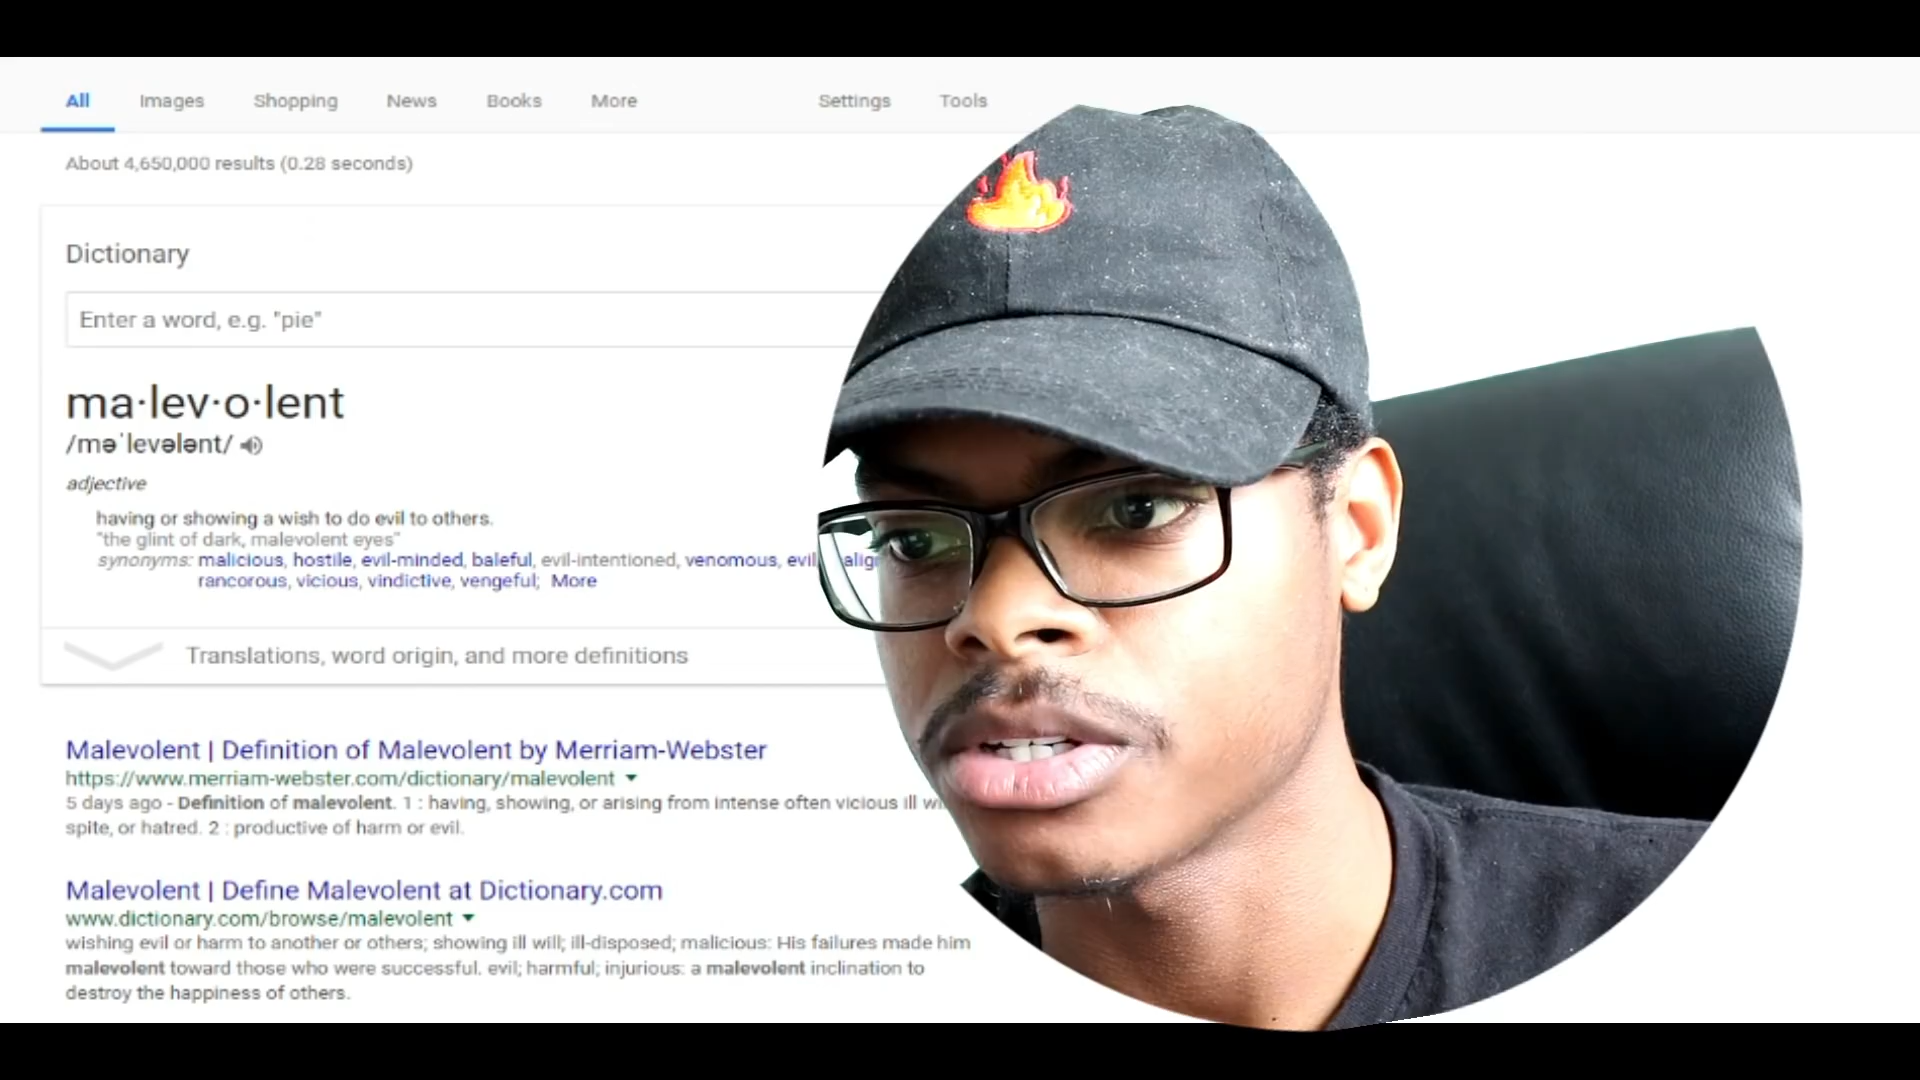 All Images Shopping News Books More Settings Tools
About 4,650,000 results (0.28 seconds)
Dictionary
Enter a word, e.g. "pie"
ma·lev·o·lent
/məˈlevələnt/
adjective
having or showing a wish to do evil to others.
"the glint of dark, malevolent eyes"
synonyms: malicious, hostile, evil-minded, baleful, evil-intentioned, venomous, evil
rancorous, vicious, vindictive, vengeful; More
Translations, word origin, and more definitions
Malevolent | Definition of Malevolent by Merriam-Webster
https://www.merriam-webster.com/dictionary/malevolent
5 days ago - Definition of malevolent. 1 : having, showing, or arising from intense often vicious ill
spite, or hatred. 2 : productive of harm or evil.
Malevolent | Define Malevolent at Dictionary.com
www.dictionary.com/browse/malevolent
wishing evil or harm to another or others; showing ill will; ill-disposed; malicious: His failures made him
malevolent toward those who were successful. evil; harmful; injurious: a malevolent inclination to
destroy the happiness of others.